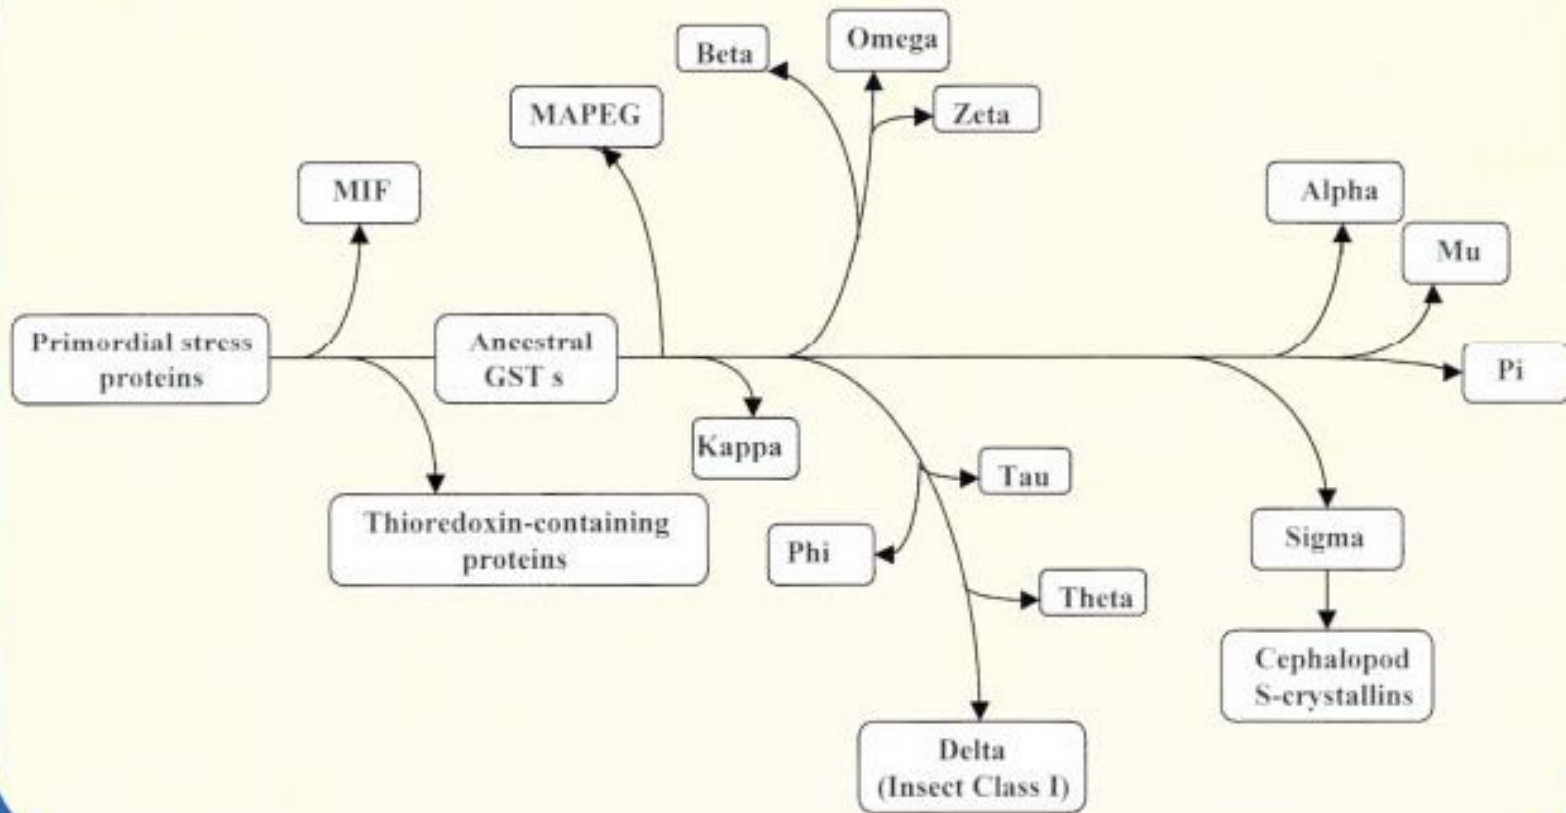 Beta
Omega
Zeta
MAPEG
MIF
Alpha
Mu
Primordial stress
proteins
Ancestral
GST s
Pi
Kappa
Tau
Thioredoxin-containing
proteins
Phi
Sigma
Theta
Cephalopod
S-crystallins
Delta
(Insect Class I)